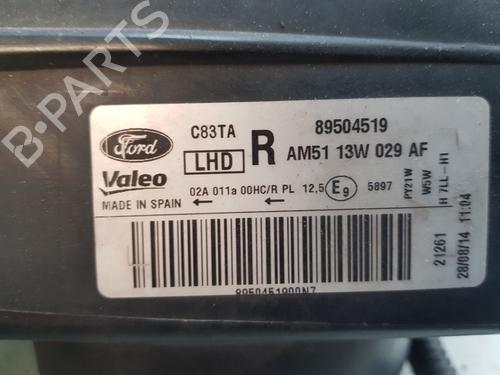 C83TA
89504519
Ford
LHD R AM51 13W 029 AF
Valeo
02A 011a 00HC/R PL 12,5 E9 5897
MADE IN SPAIN
PY21W
W5W
H 7LL-H1
21261
28/08/14 11:04
8950451900N7
B-PARTS